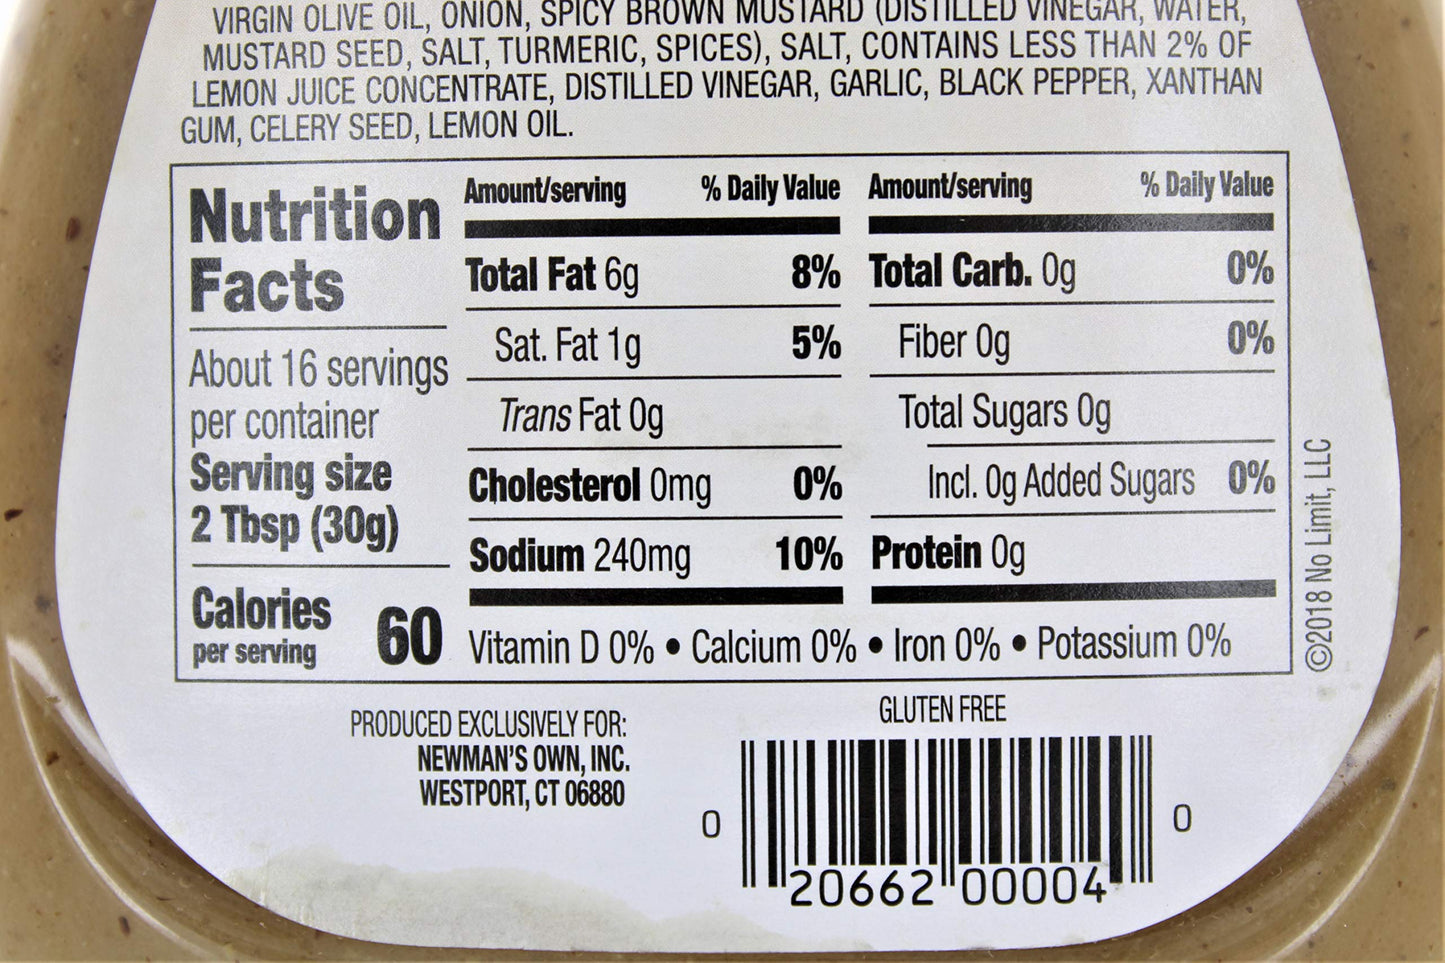 VIRGIN OLIVE OIL, ONION, SPICY BROWN MUSTARD (DISTILLED VINEGAR, WATER,
MUSTARD SEED, SALT, TURMERIC, SPICES), SALT, CONTAINS LESS THAN 2% OF
LEMON JUICE CONCENTRATE, DISTILLED VINEGAR, GARLIC, BLACK PEPPER, XANTHAN
GUM, CELERY SEED, LEMON OIL.
Nutrition
Facts
About 16 servings
per container
Serving size
2 Tbsp (30g)
Calories 60
per serving
Amount/serving % Daily Value
Total Fat 6g 8%
Sat. Fat 1g 5%
Trans Fat 0g
Cholesterol 0mg 0%
Sodium 240mg 10%
Amount/serving % Daily Value
Total Carb. 0g 0%
Fiber 0g 0%
Total Sugars 0g
Incl. 0g Added Sugars 0%
Protein 0g
Vitamin D 0% • Calcium 0% • Iron 0% • Potassium 0%
©2018 No Limit, LLC
PRODUCED EXCLUSIVELY FOR:
NEWMAN'S OWN, INC.
WESTPORT, CT 06880
GLUTEN FREE
0 20662 00004 0